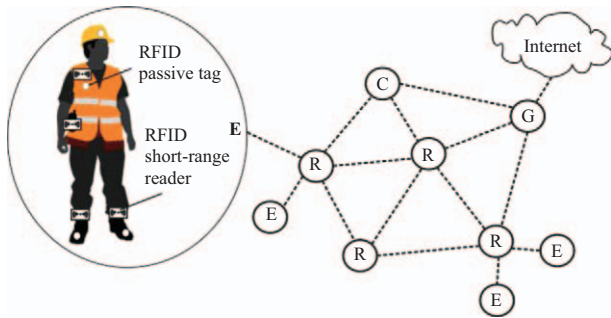 RFID
passive tag
RFID
short-range
reader
E
Internet
C
G
R
R
E
R
R
E
E